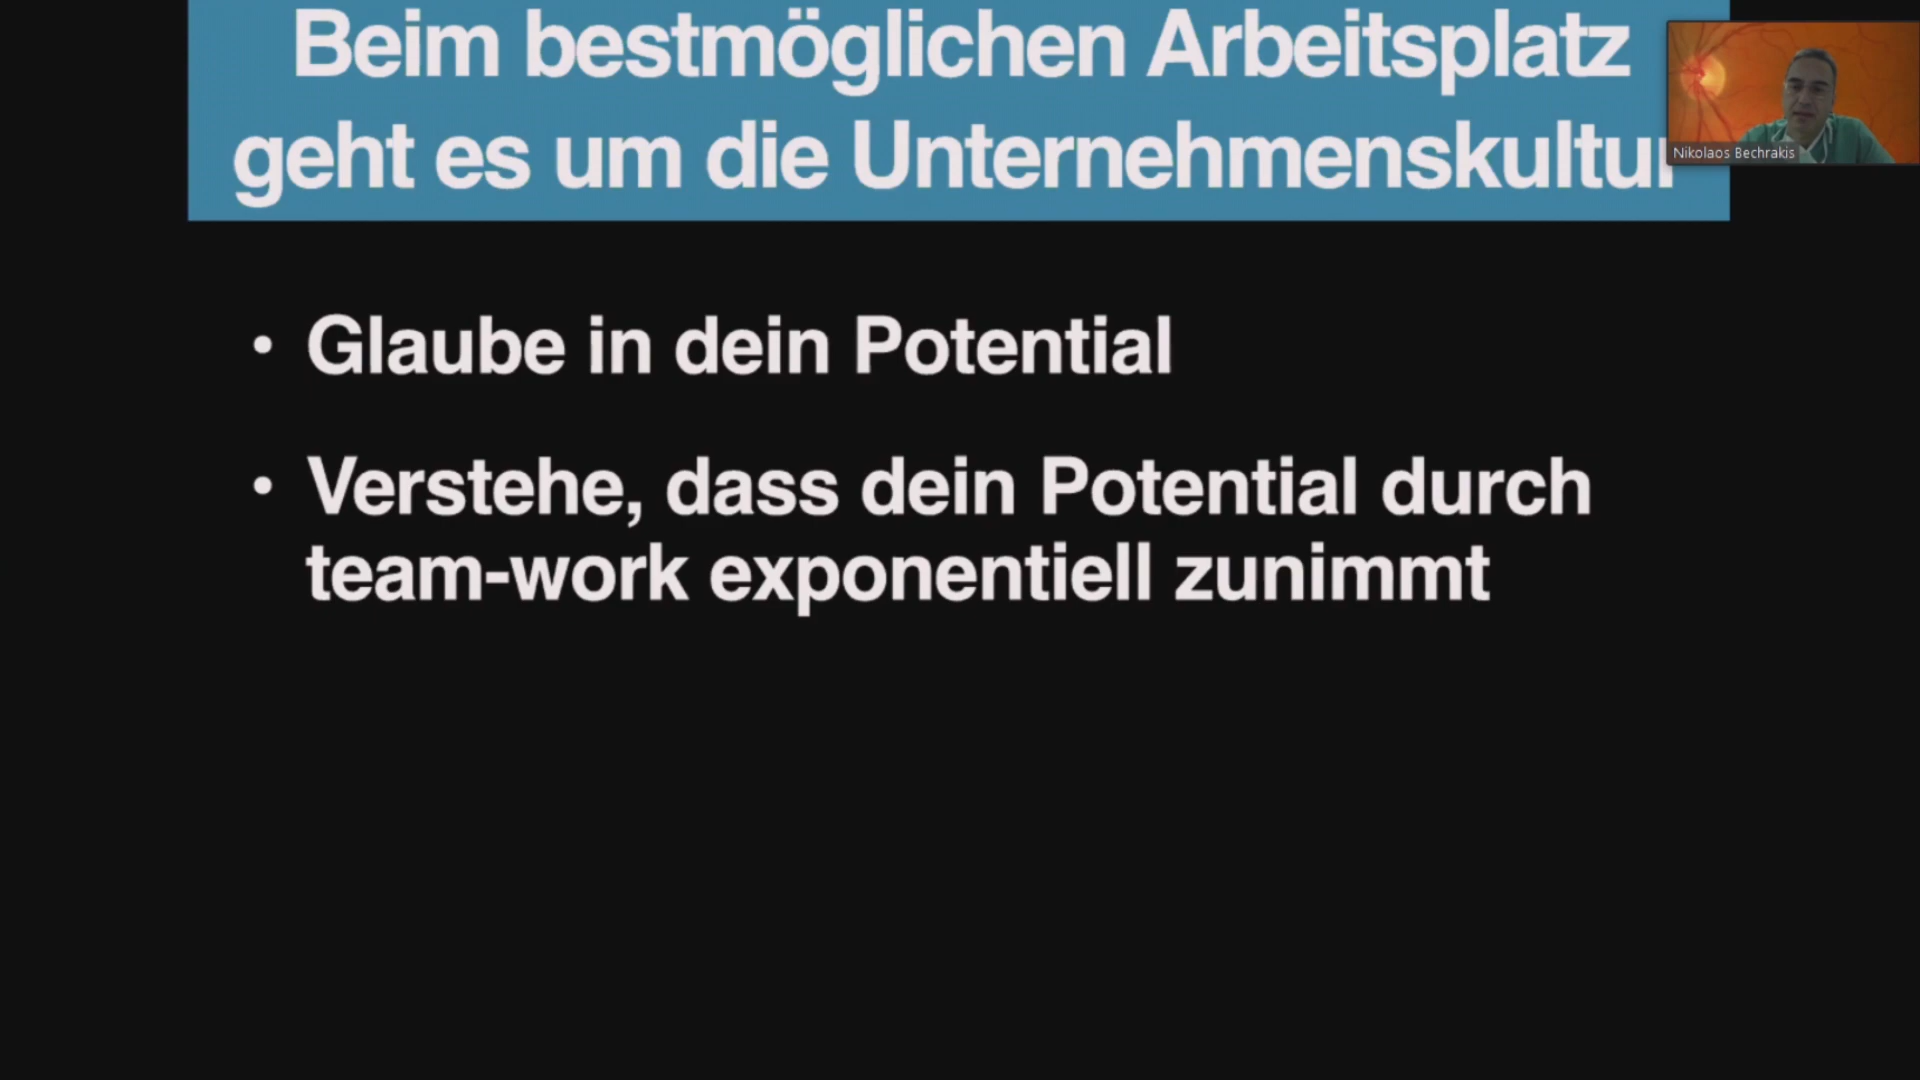 Beim bestmöglichen Arbeitsplatz
geht es um die Unternehmenskultur
Nikolaos Bechrakis
• Glaube in dein Potential
• Verstehe, dass dein Potential durch
team-work exponentiell zunimmt